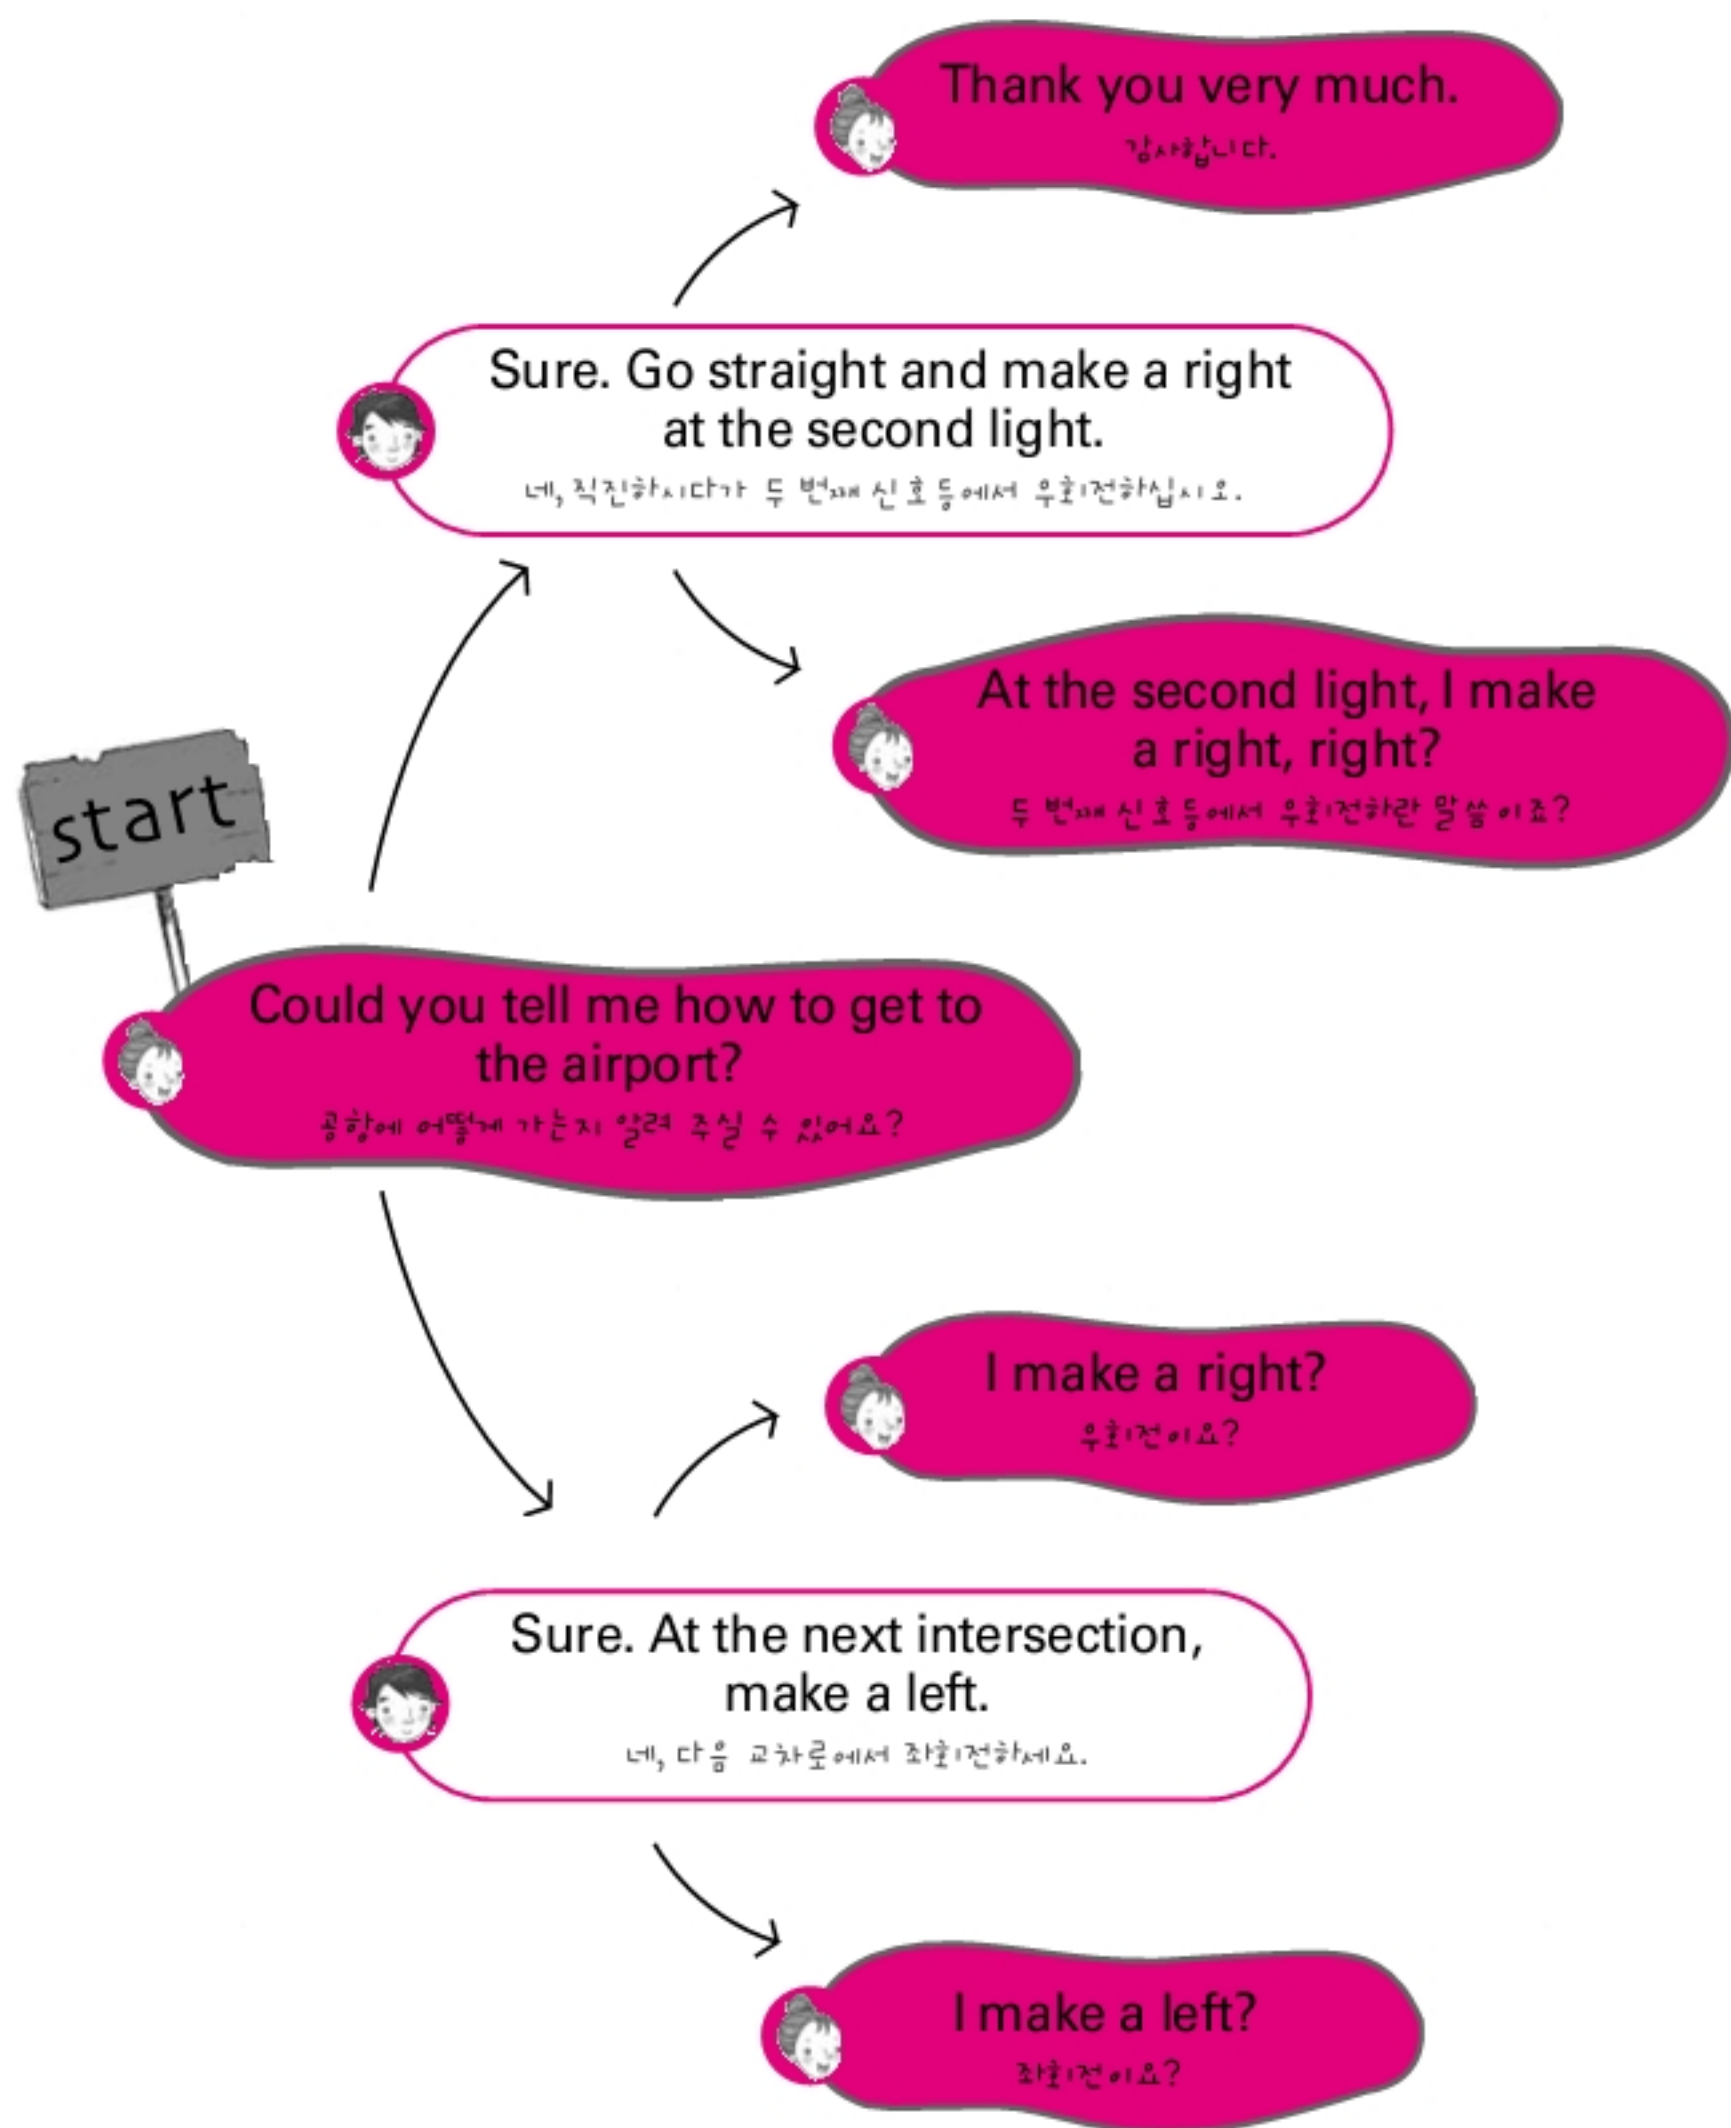 Thank you very much.
감사합니다.
Sure. Go straight and make a right
at the second light.
네, 직진하시다가 두 번째 신호등에서 우회전하십시오.
At the second light, I make
a right, right?
두 번째 신호등에서 우회전하란 말씀이죠?
start
Could you tell me how to get to
the airport?
공항에 어떻게 가는지 알려 주실 수 있어요?
I make a right?
우회전이요?
Sure. At the next intersection,
make a left.
네, 다음 교차로에서 좌회전하세요.
I make a left?
좌회전이요?